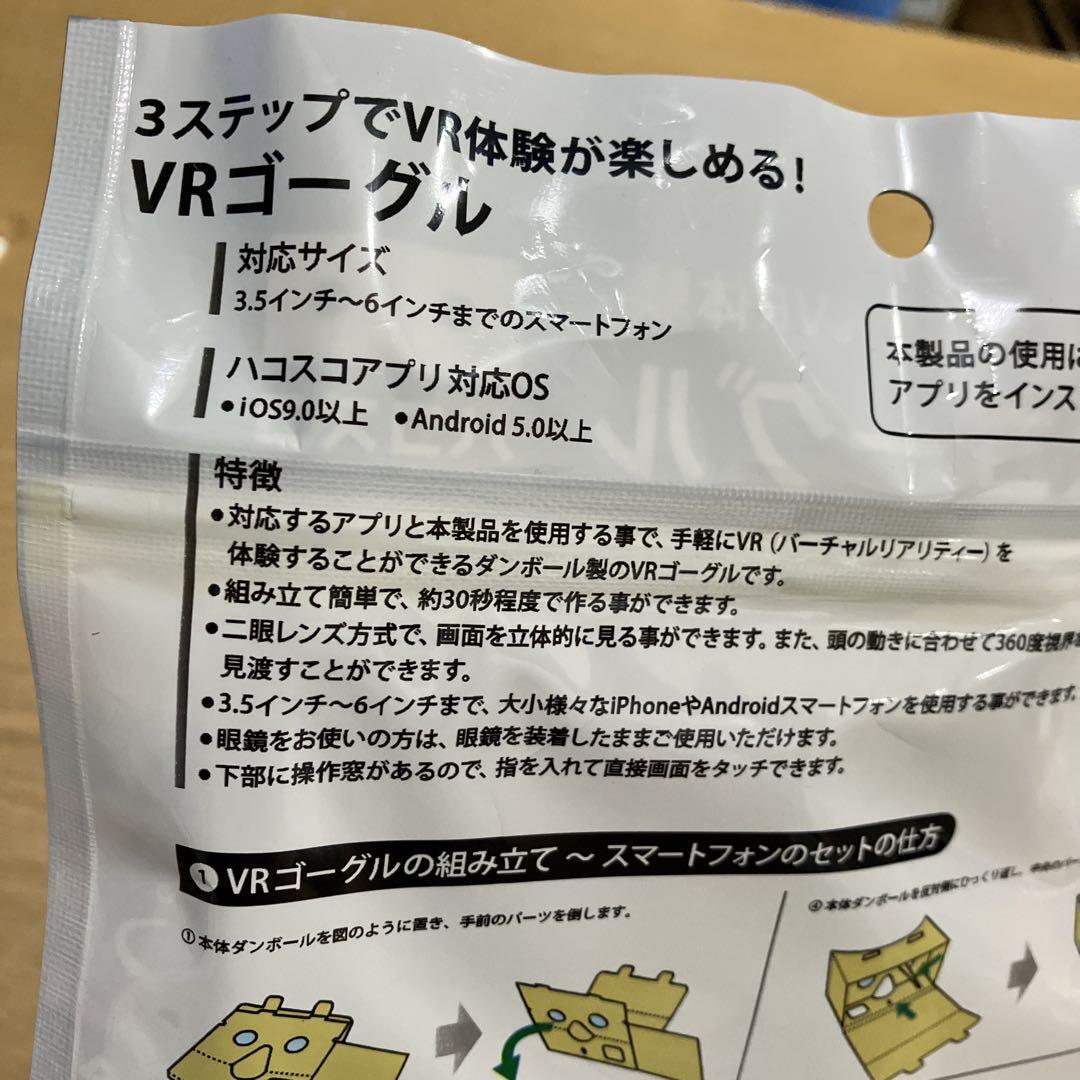 3ステップでVR体験が楽しめる!
VRゴーグル
対応サイズ
3.5インチ〜6インチまでのスマートフォン
ハコスコアプリ対応OS
●iOS9.0以上 ●Android 5.0以上
本製品の使用に
アプリをインス
特徴
●対応するアプリと本製品を使用する事で、手軽にVR(バーチャルリアリティー)を
体験することができるダンボール製のVRゴーグルです。
●組み立て簡単で、約30秒程度で作る事ができます。
●二眼レンズ方式で、画面を立体的に見る事ができます。また、頭の動きに合わせて360度視界を
見渡すことができます。
●3.5インチ〜6インチまで、大小様々なiPhoneやAndroidスマートフォンを使用する事ができます。
●眼鏡をお使いの方は、眼鏡を装着したままご使用いただけます。
●下部に操作窓があるので、指を入れて直接画面をタッチできます。
❶ VRゴーグルの組み立て 〜 スマートフォンのセットの仕方
①本体ダンボールを図のように置き、手前のパーツを倒します。
④本体ダンボールを反対側にひっくり返し、中央のパー